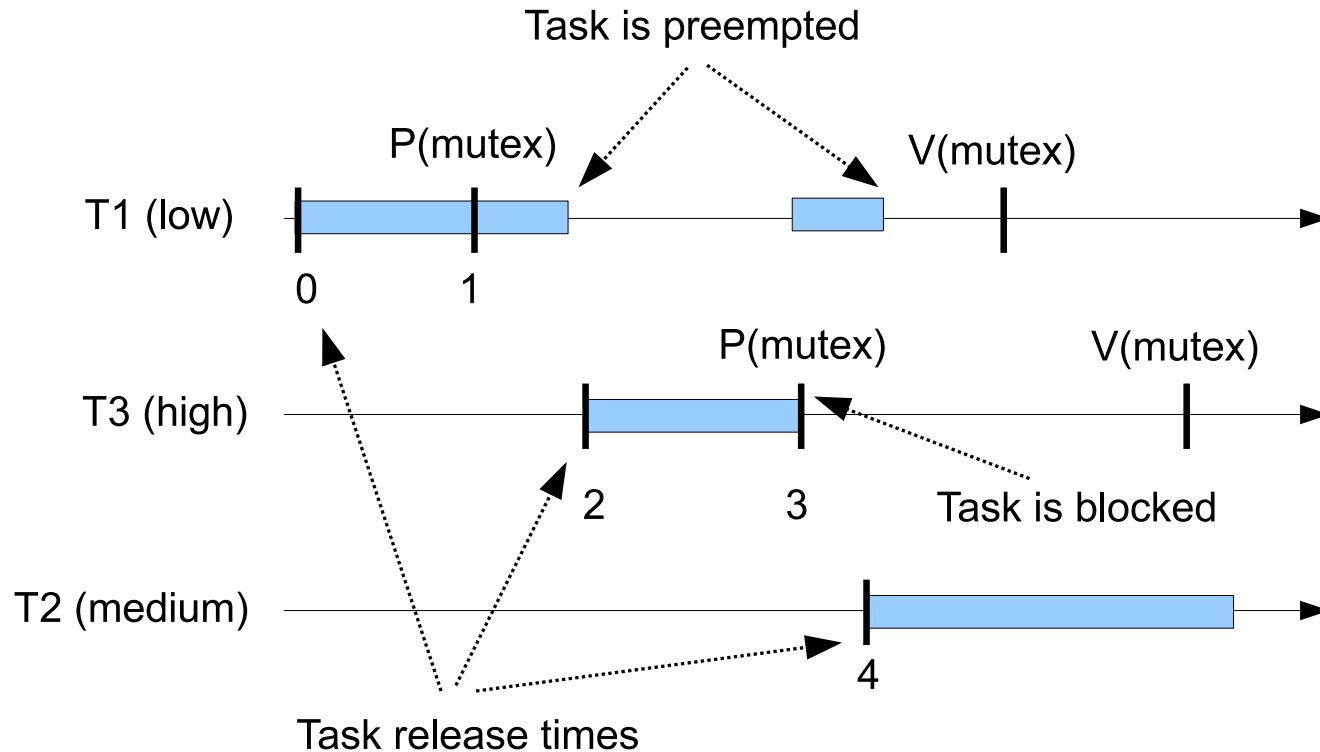 Task is preempted
P(mutex)
V(mutex)
T1 (low)
0
1
P(mutex)
V(mutex)
T3 (high)
2
3
Task is blocked
T2 (medium)
4
Task release times